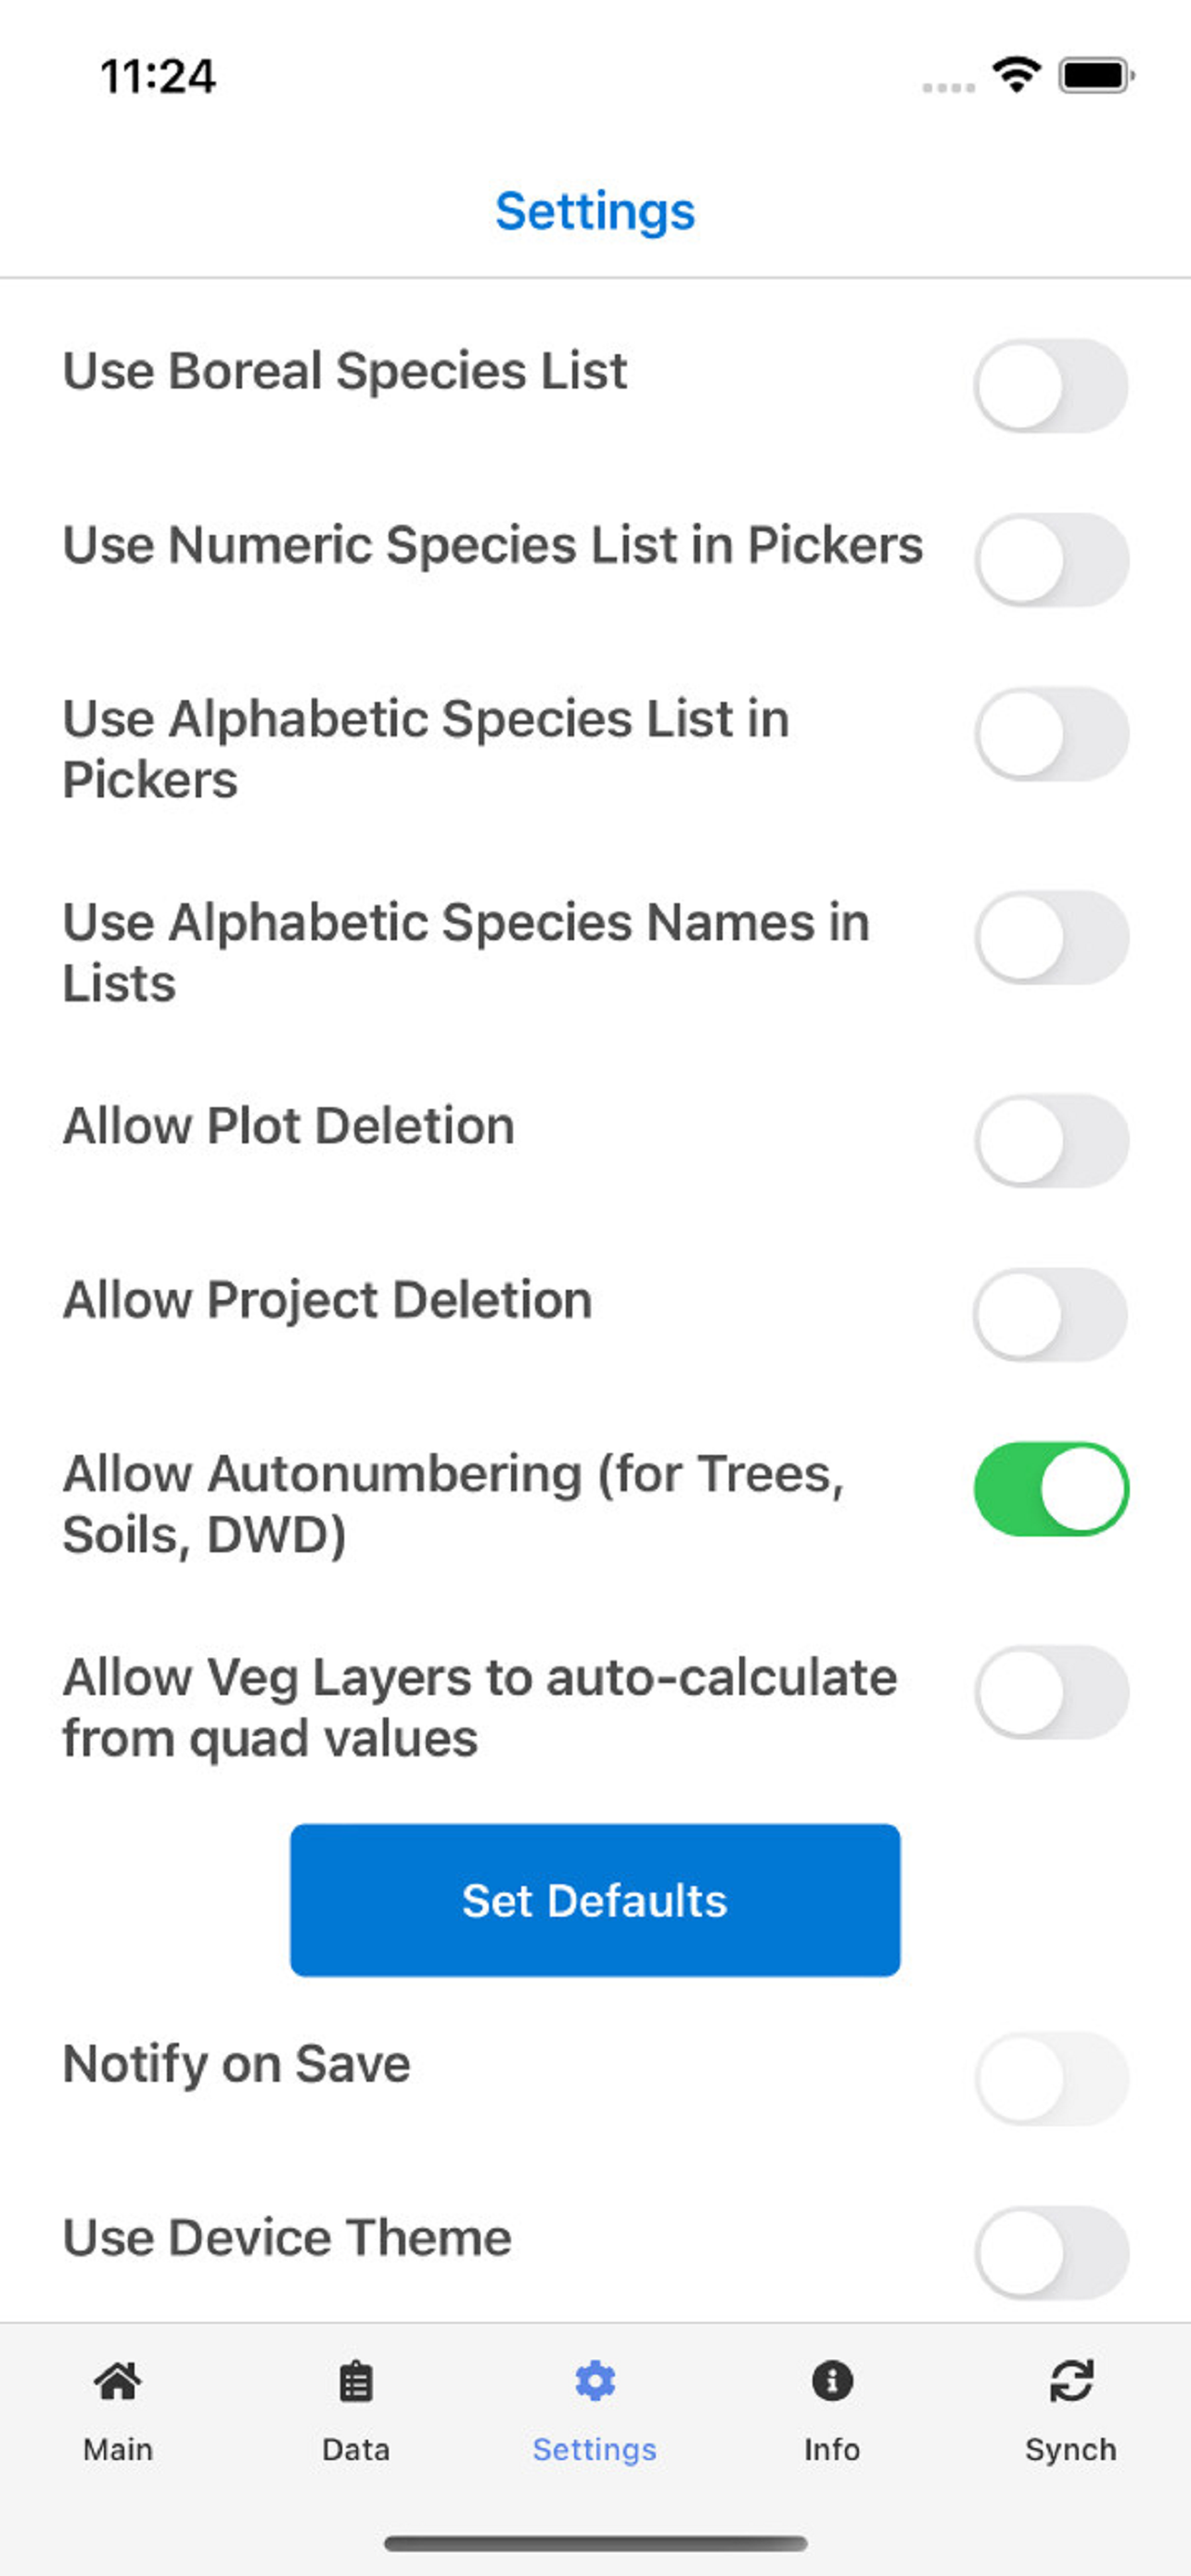 11:24
Settings
Use Boreal Species List
Use Numeric Species List in Pickers
Use Alphabetic Species List in
Pickers
Use Alphabetic Species Names in
Lists
Allow Plot Deletion
Allow Project Deletion
Allow Autonumbering (for Trees,
Soils, DWD)
Allow Veg Layers to auto-calculate
from quad values
Set Defaults
Notify on Save
Use Device Theme
Main Data Settings Info Synch